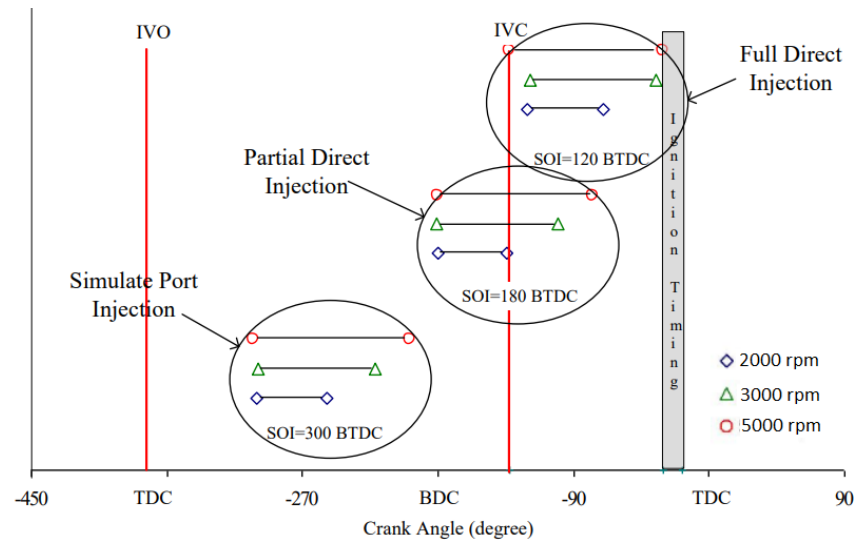 IVO
IVC
Full Direct
Injection
SOI=120 BTDC
Partial Direct
Injection
SOI=180 BTDC
Simulate Port
Injection
SOI=300 BTDC
Ignition Timing
2000 rpm
3000 rpm
5000 rpm
-450
TDC
-270
BDC
-90
TDC
90
Crank Angle (degree)